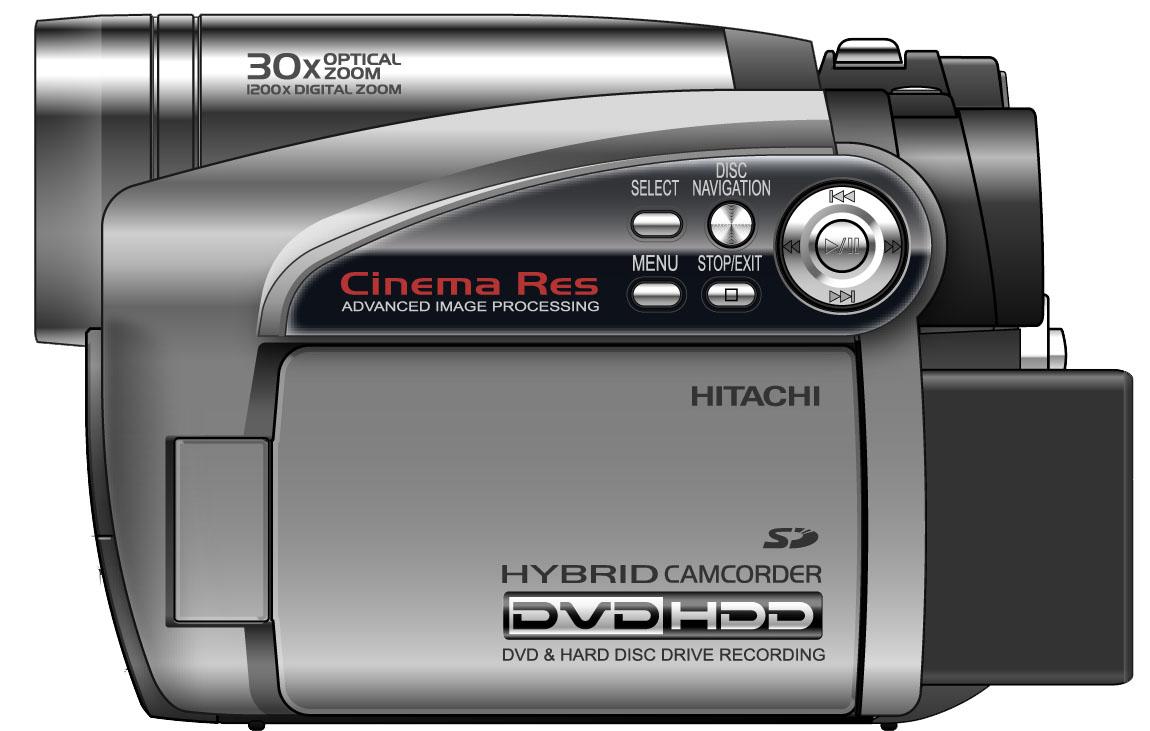 30x OPTICAL ZOOM
1200x DIGITAL ZOOM
DISC
SELECT NAVIGATION
MENU STOP/EXIT
Cinema Res
ADVANCED IMAGE PROCESSING
HITACHI
SD
HYBRID CAMCORDER
DVD HDD
DVD & HARD DISC DRIVE RECORDING